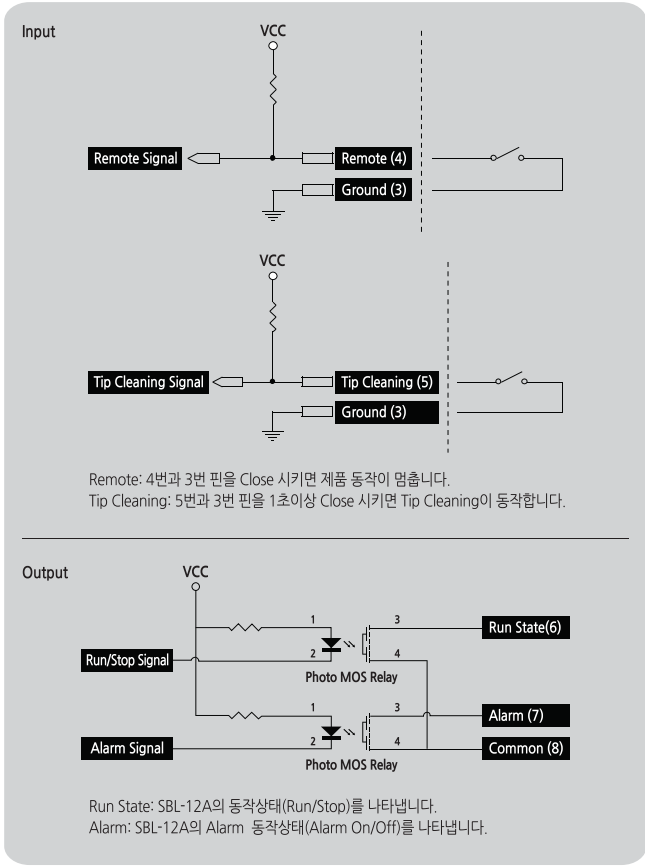 Input
VCC
Remote Signal
Remote (4)
Ground (3)
VCC
Tip Cleaning Signal
Tip Cleaning (5)
Ground (3)
Remote: 4번과 3번 핀을 Close 시키면 제품 동작이 멈춥니다.
Tip Cleaning: 5번과 3번 핀을 1초이상 Close 시키면 Tip Cleaning이 동작합니다.
Output
VCC
1
3
Run State(6)
Run/Stop Signal
2
4
Photo MOS Relay
1
3
Alarm (7)
Alarm Signal
2
4
Common (8)
Photo MOS Relay
Run State: SBL-12A의 동작상태(Run/Stop)를 나타냅니다.
Alarm: SBL-12A의 Alarm 동작상태(Alarm On/Off)를 나타냅니다.